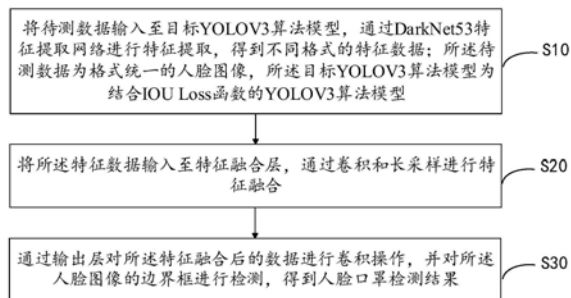 将待测数据输入至目标YOLOV3算法模型，通过DarkNet53特
征提取网络进行特征提取，得到不同格式的特征数据；所述待
测数据为格式统一的人脸图像，所述目标YOLOV3算法模型为
结合IOU Loss函数的YOLOV3算法模型
S10
将所述特征数据输入至特征融合层，通过卷积和长采样进行特
征融合
S20
通过输出层对所述特征融合后的数据进行卷积操作，并对所述
人脸图像的边界框进行检测，得到人脸口罩检测结果
S30